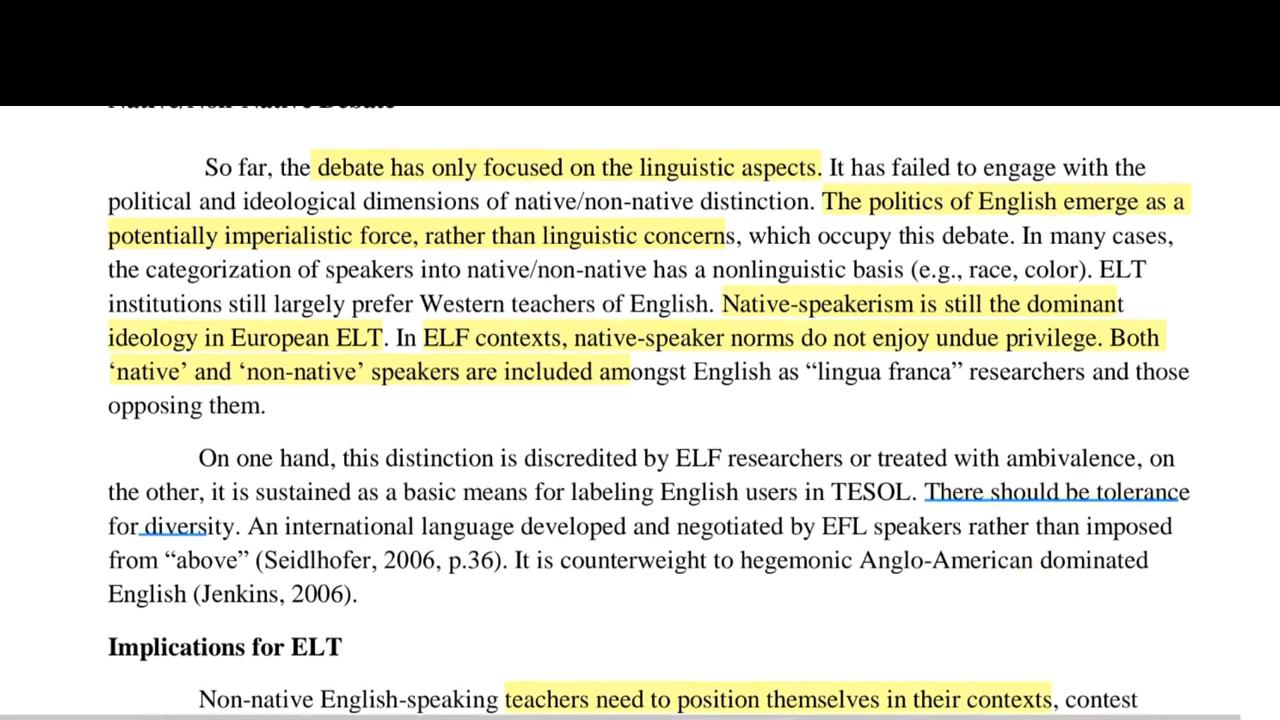 Native/Non-Native Debate
So far, the debate has only focused on the linguistic aspects. It has failed to engage with the
political and ideological dimensions of native/non-native distinction. The politics of English emerge as a
potentially imperialistic force, rather than linguistic concerns, which occupy this debate. In many cases,
the categorization of speakers into native/non-native has a nonlinguistic basis (e.g., race, color). ELT
institutions still largely prefer Western teachers of English. Native-speakerism is still the dominant
ideology in European ELT. In ELF contexts, native-speaker norms do not enjoy undue privilege. Both
‘native’ and ‘non-native’ speakers are included amongst English as “lingua franca” researchers and those
opposing them.
On one hand, this distinction is discredited by ELF researchers or treated with ambivalence, on
the other, it is sustained as a basic means for labeling English users in TESOL. There should be tolerance
for diversity. An international language developed and negotiated by EFL speakers rather than imposed
from “above” (Seidlhofer, 2006, p.36). It is counterweight to hegemonic Anglo-American dominated
English (Jenkins, 2006).
Implications for ELT
Non-native English-speaking teachers need to position themselves in their contexts, contest